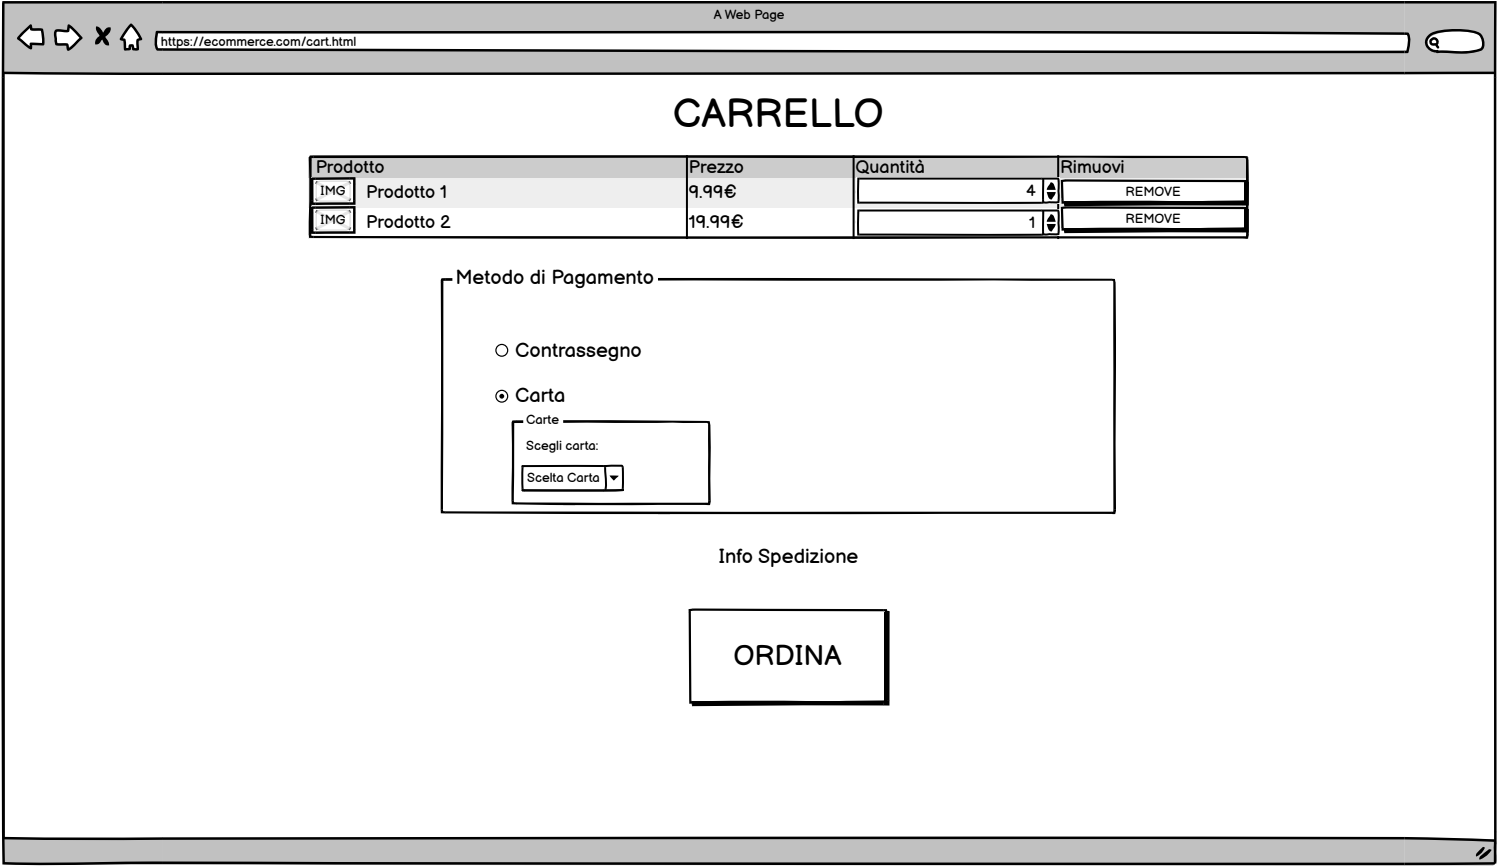 A Web Page
https://ecommerce.com/cart.html
CARRELLO
Prodotto Prezzo Quantità Rimuovi
IMG Prodotto 1 9.99€ 4 REMOVE
IMG Prodotto 2 19.99€ 1 REMOVE
Metodo di Pagamento
Contrassegno
Carta
Carte
Scegli carta:
Scelta Carta
Info Spedizione
ORDINA